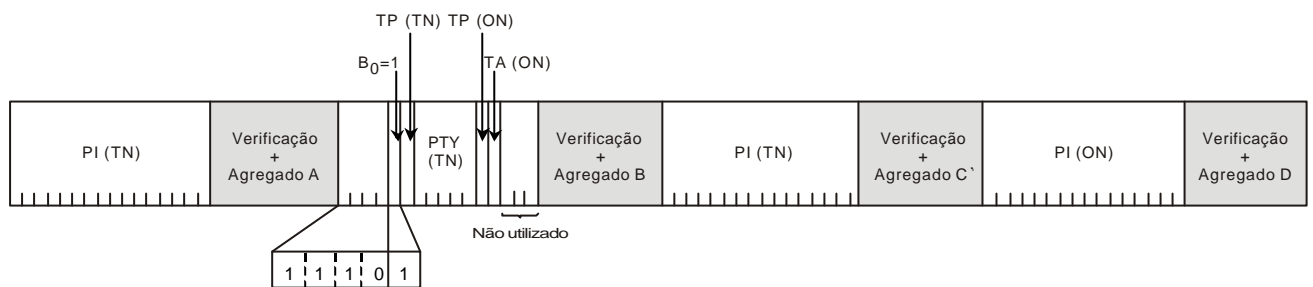 TP (TN) TP (ON)
B0=1 TA (ON)
PI (TN)
Verificação
+
Agregado A
PTY
(TN)
Verificação
+
Agregado B
PI (TN)
Verificação
+
Agregado C`
PI (ON)
Verificação
+
Agregado D
Não utilizado
1 1 1 0 1